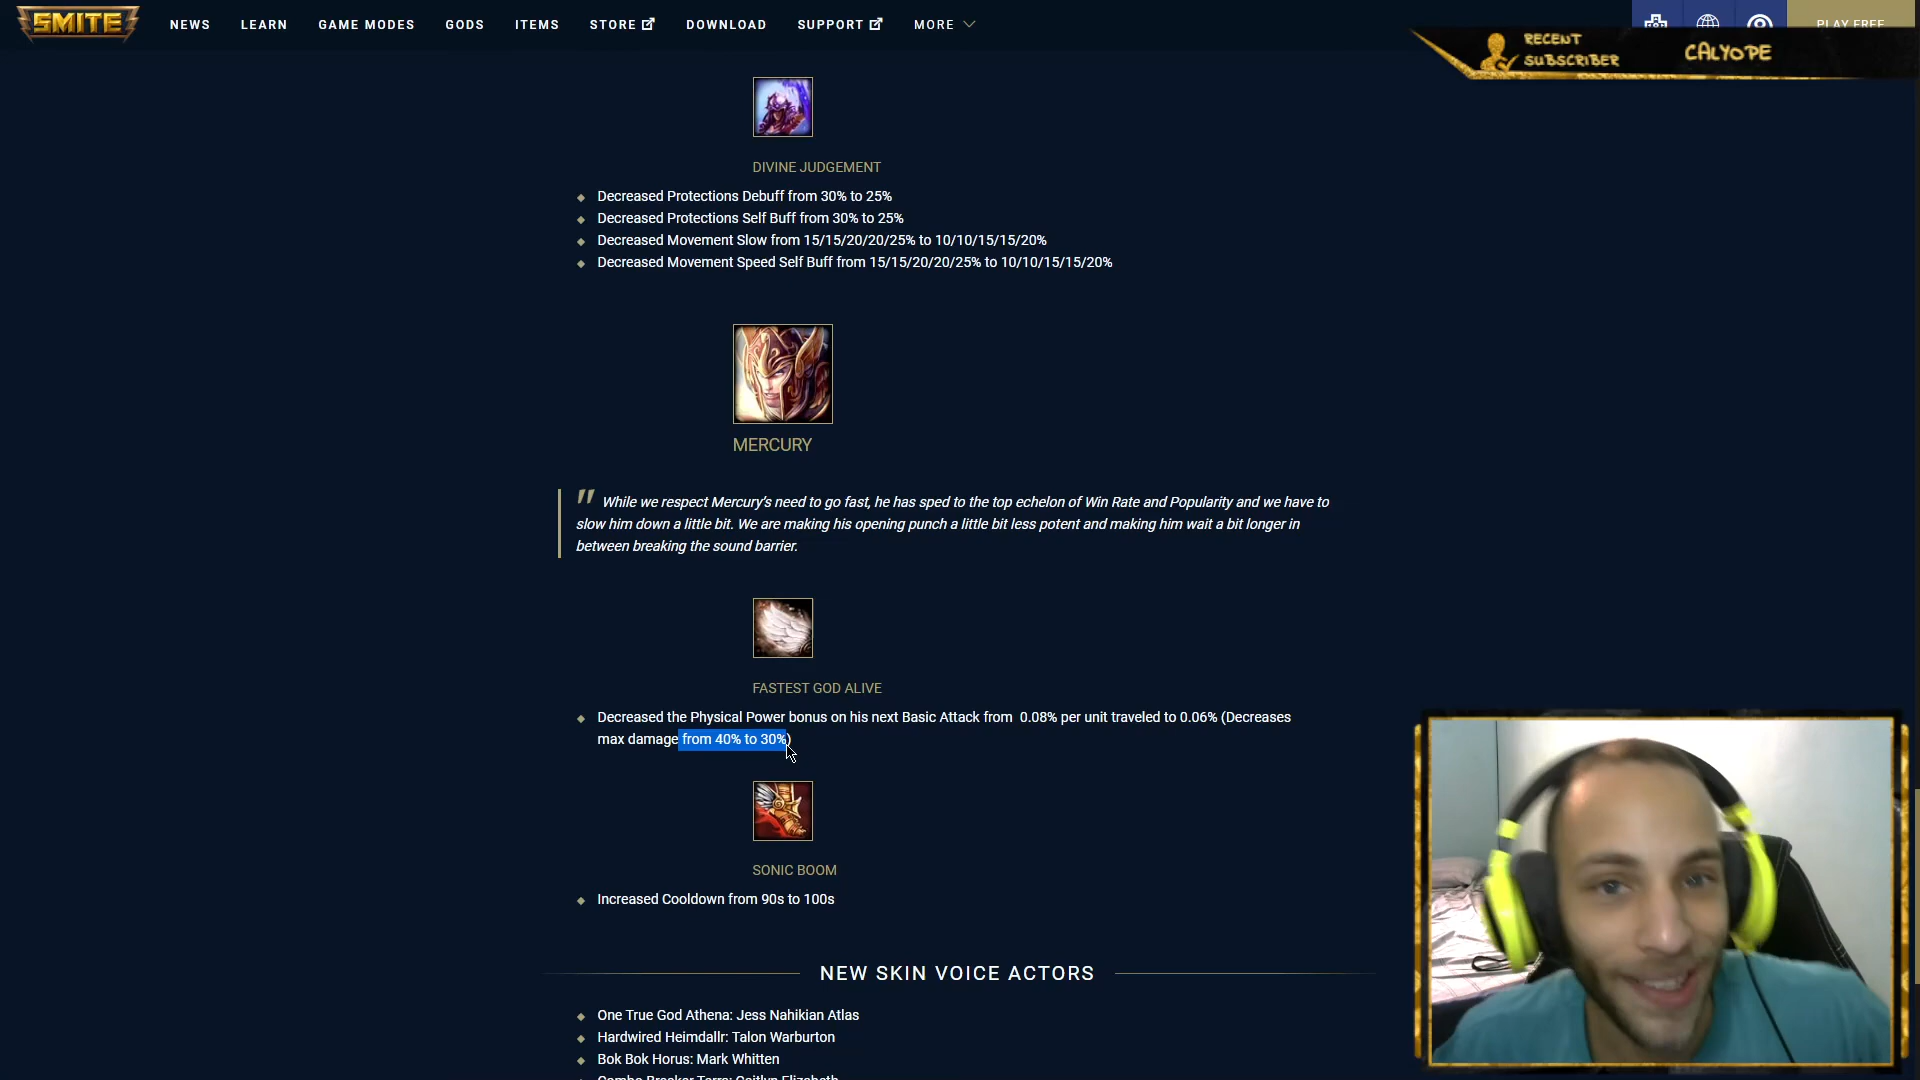 SMITE
NEWS LEARN GAME MODES GODS ITEMS STORE DOWNLOAD SUPPORT MORE
PLAY FREE
RECENT
SUBSCRIBER
CALYOPE
DIVINE JUDGEMENT
Decreased Protections Debuff from 30% to 25%
Decreased Protections Self Buff from 30% to 25%
Decreased Movement Slow from 15/15/20/20/25% to 10/10/15/15/20%
Decreased Movement Speed Self Buff from 15/15/20/20/25% to 10/10/15/15/20%
MERCURY
" While we respect Mercury's need to go fast, he has sped to the top echelon of Win Rate and Popularity and we have to
slow him down a little bit. We are making his opening punch a little bit less potent and making him wait a bit longer in
between breaking the sound barrier.
FASTEST GOD ALIVE
Decreased the Physical Power bonus on his next Basic Attack from 0.08% per unit traveled to 0.06% (Decreases
max damage from 40% to 30%)
SONIC BOOM
Increased Cooldown from 90s to 100s
NEW SKIN VOICE ACTORS
One True God Athena: Jess Nahikian Atlas
Hardwired Heimdallr: Talon Warburton
Bok Bok Horus: Mark Whitten
Combo Breaker Terra: Caitlyn Elizabeth